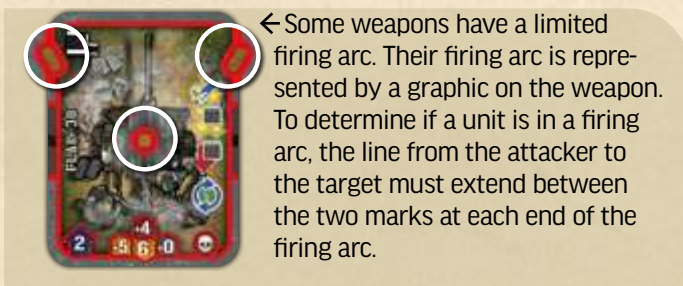 Some weapons have a limited
firing arc. Their firing arc is repre-
sented by a graphic on the weapon.
To determine if a unit is in a firing
arc, the line from the attacker to
the target must extend between
the two marks at each end of the
firing arc.
+4
2
+5 6 +0